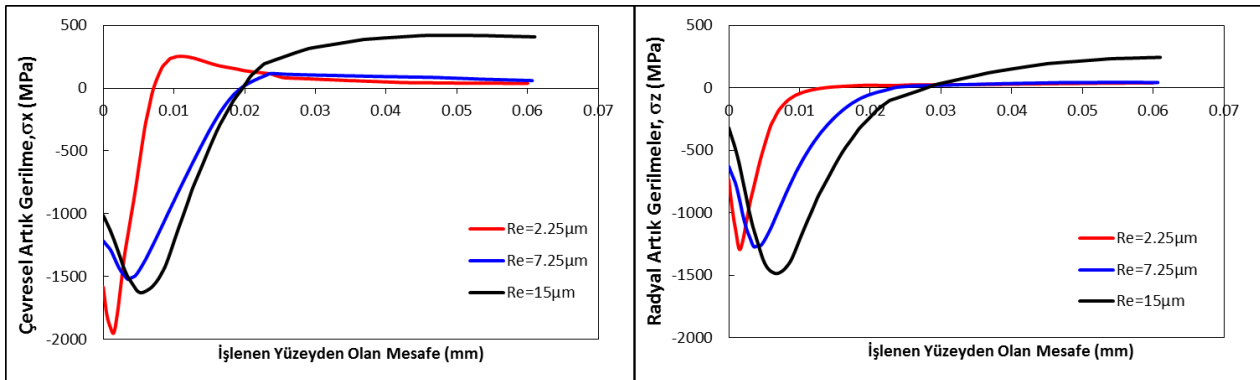 Çevresel Artık Gerilme,σx (MPa)
500
0
-500
-1000
-1500
-2000
0
0.01
0.02
0.03
0.04
0.05
0.06
0.07
Re=2.25µm
Re=7.25µm
Re=15µm
İşlenen Yüzeyden Olan Mesafe (mm)
Radyal Artık Gerilmeler, σz (MPa)
500
0
-500
-1000
-1500
-2000
0
0.01
0.02
0.03
0.04
0.05
0.06
0.07
Re=2.25µm
Re=7.25µm
Re=15µm
İşlenen Yüzeyden Olan Mesafe (mm)